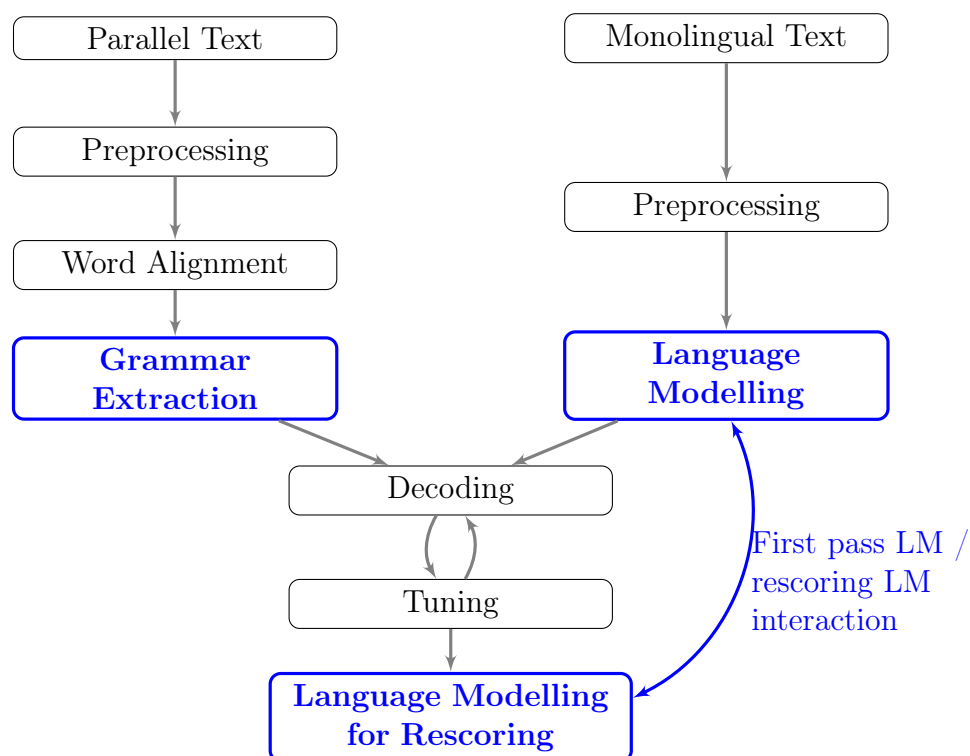 Parallel Text
Monolingual Text
Preprocessing
Preprocessing
Word Alignment
Grammar
Extraction
Language
Modelling
Decoding
First pass LM /
rescoring LM
interaction
Tuning
Language Modelling
for Rescoring